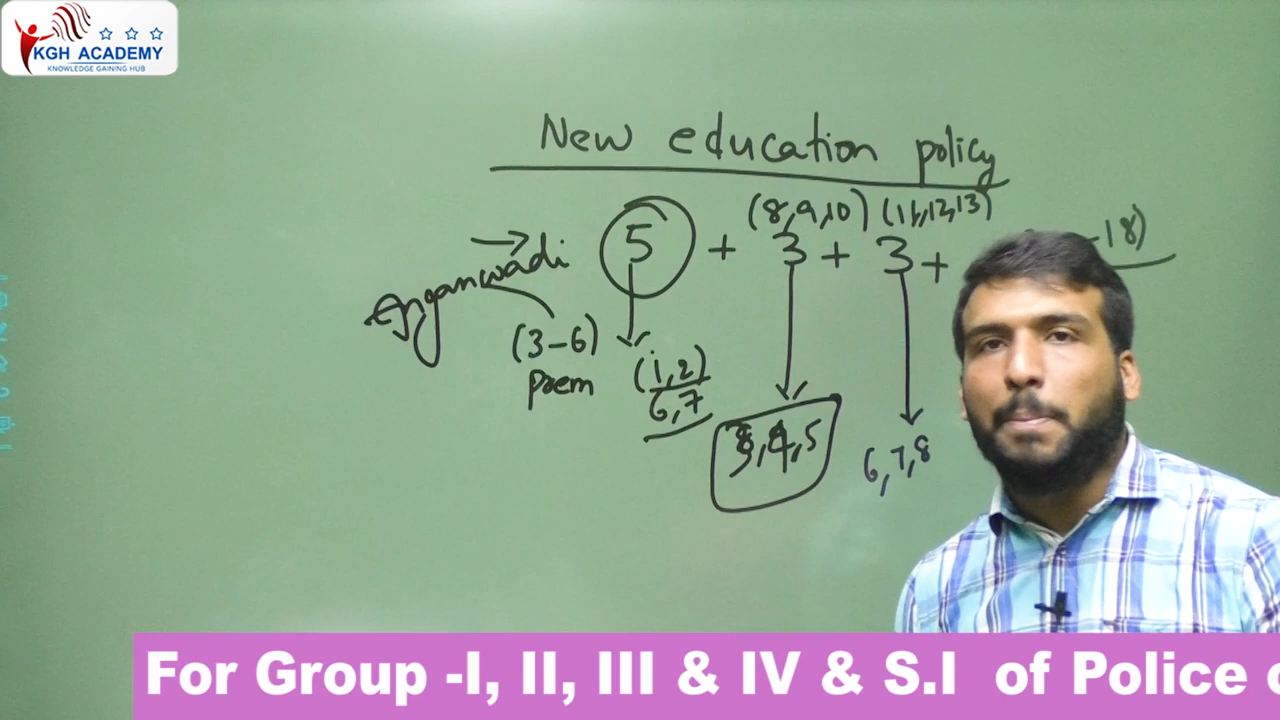 KGH ACADEMY
KNOWLEDGE GAINING HUB
New education policy
(8,9,10) (11,12,13)
5 + 3 + 3 + -18)
Anganwadi
(3-6)
(1,2)
6,7
3,4,5
6,7,8
For Group -I, II, III & IV & S.I of Police